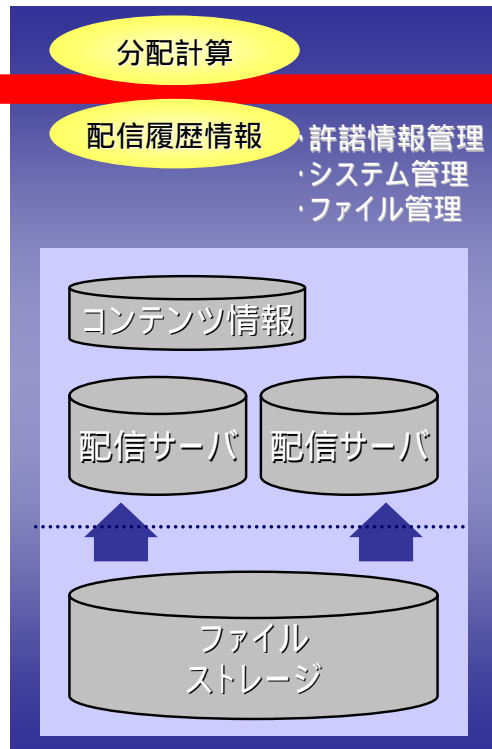 分配計算
配信履歴情報
・許諾情報管理
・システム管理
・ファイル管理
コンテンツ情報
配信サーバ
配信サーバ
ファイル
ストレージ